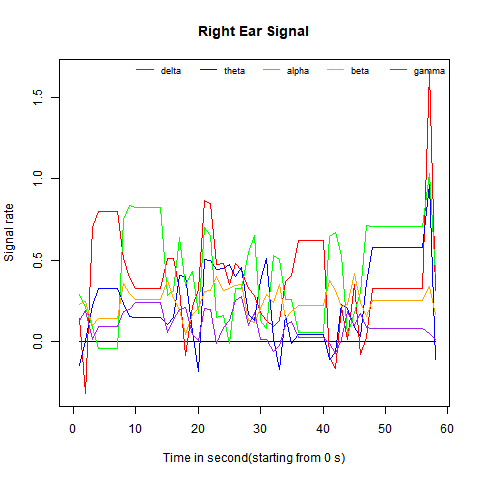 Right Ear Signal
delta theta alpha beta gamma
Signal rate
1.5
1.0
0.5
0.0
0 10 20 30 40 50 60
Time in second(starting from 0 s)